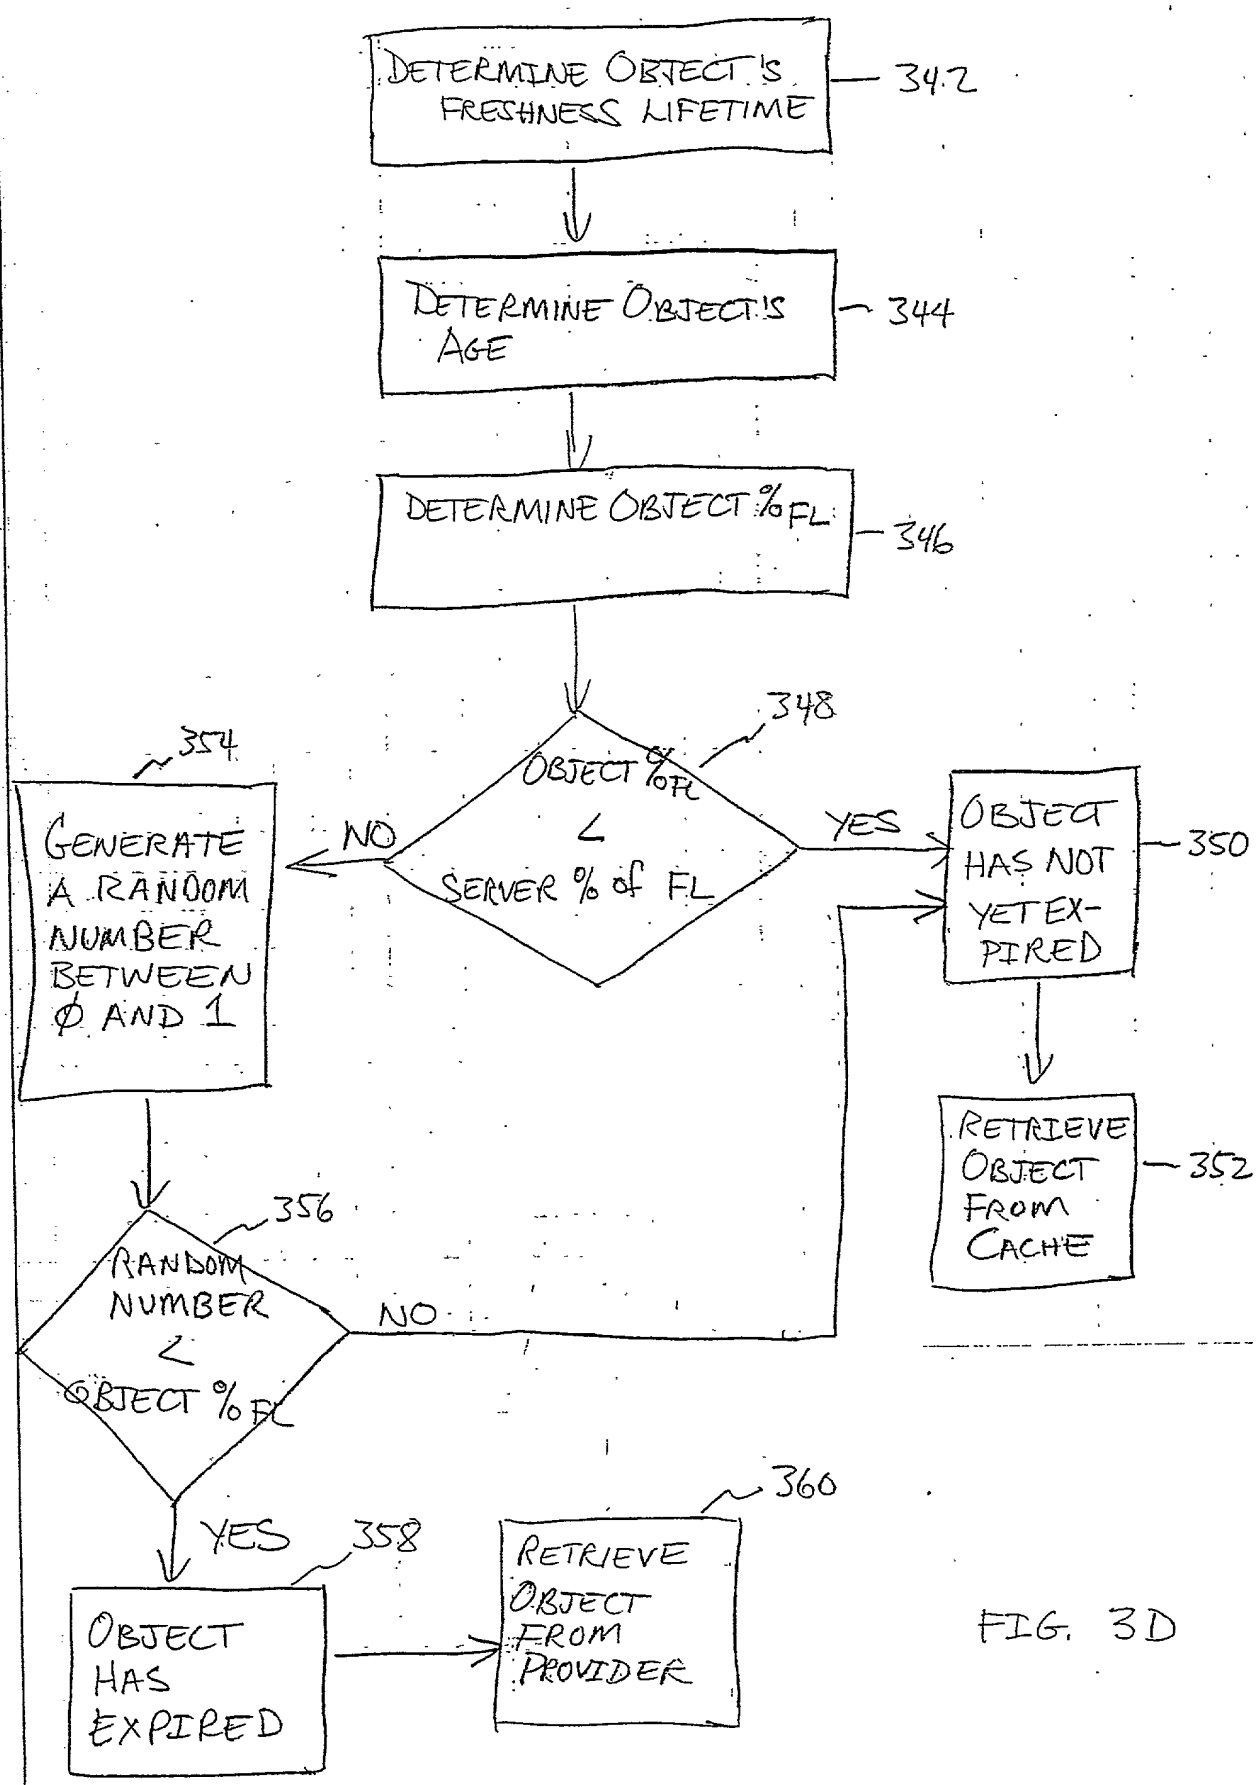 DETERMINE OBJECT'S
FRESHNESS LIFETIME
342
DETERMINE OBJECT'S
AGE
344
DETERMINE OBJECT %FL
346
348
OBJECT %FL
<
SERVER % of FL
NO
YES
354
GENERATE
A RANDOM
NUMBER
BETWEEN
Ø AND 1
OBJECT
HAS NOT
YET EX-
PIRED
350
RETRIEVE
OBJECT
FROM
CACHE
352
356
RANDOM
NUMBER
<
OBJECT %FL
NO
YES
358
OBJECT
HAS
EXPIRED
360
RETRIEVE
OBJECT
FROM
PROVIDER
FIG. 3D